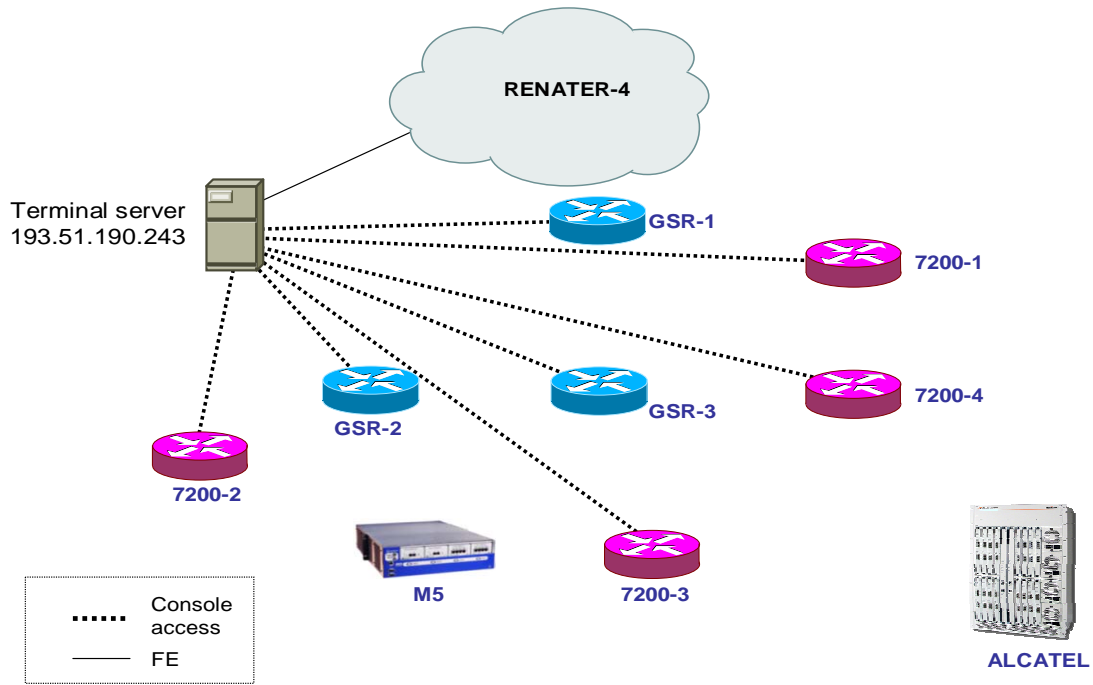 RENATER-4
Terminal server
193.51.190.243
GSR-1
7200-1
GSR-2
GSR-3
7200-4
7200-2
M5
7200-3
ALCATEL
Console
access
FE